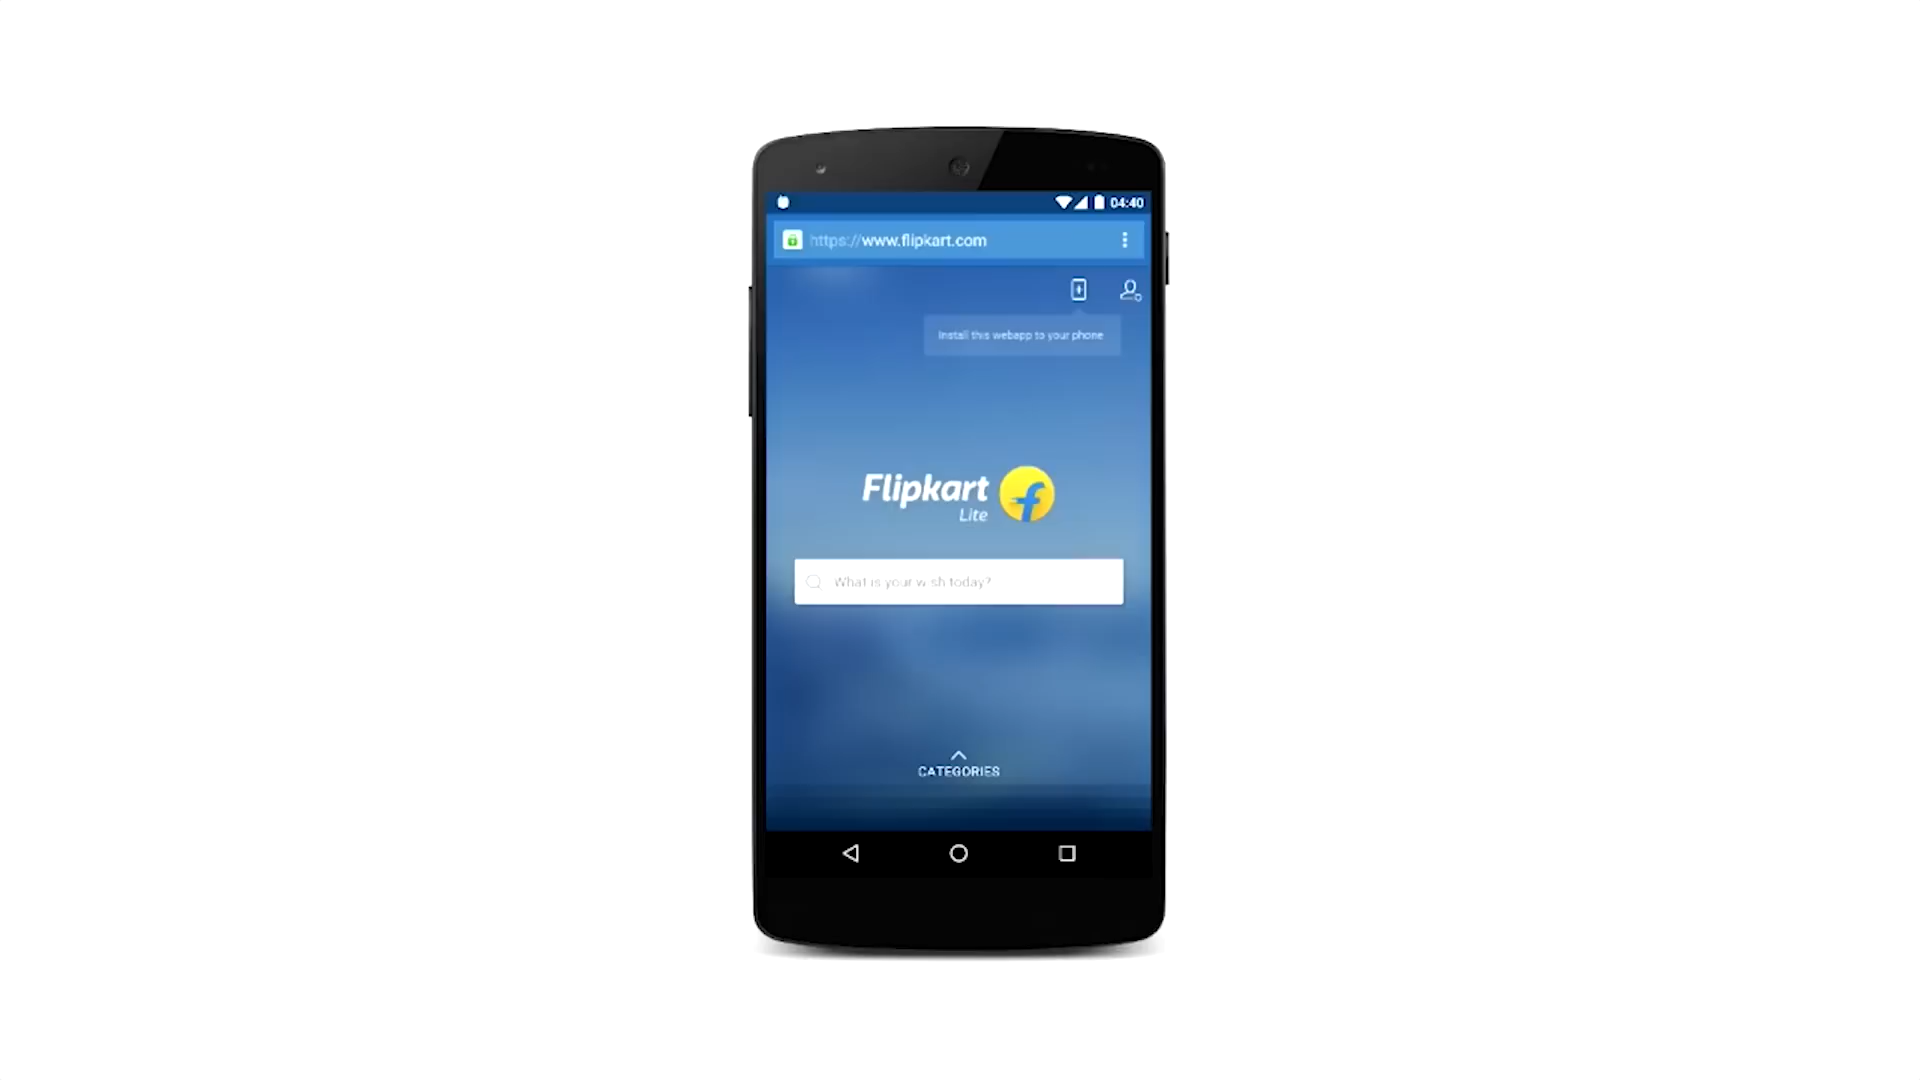 04:40
https://www.flipkart.com
Install this webapp to your phone
Flipkart
Lite
What is your wish today?
CATEGORIES